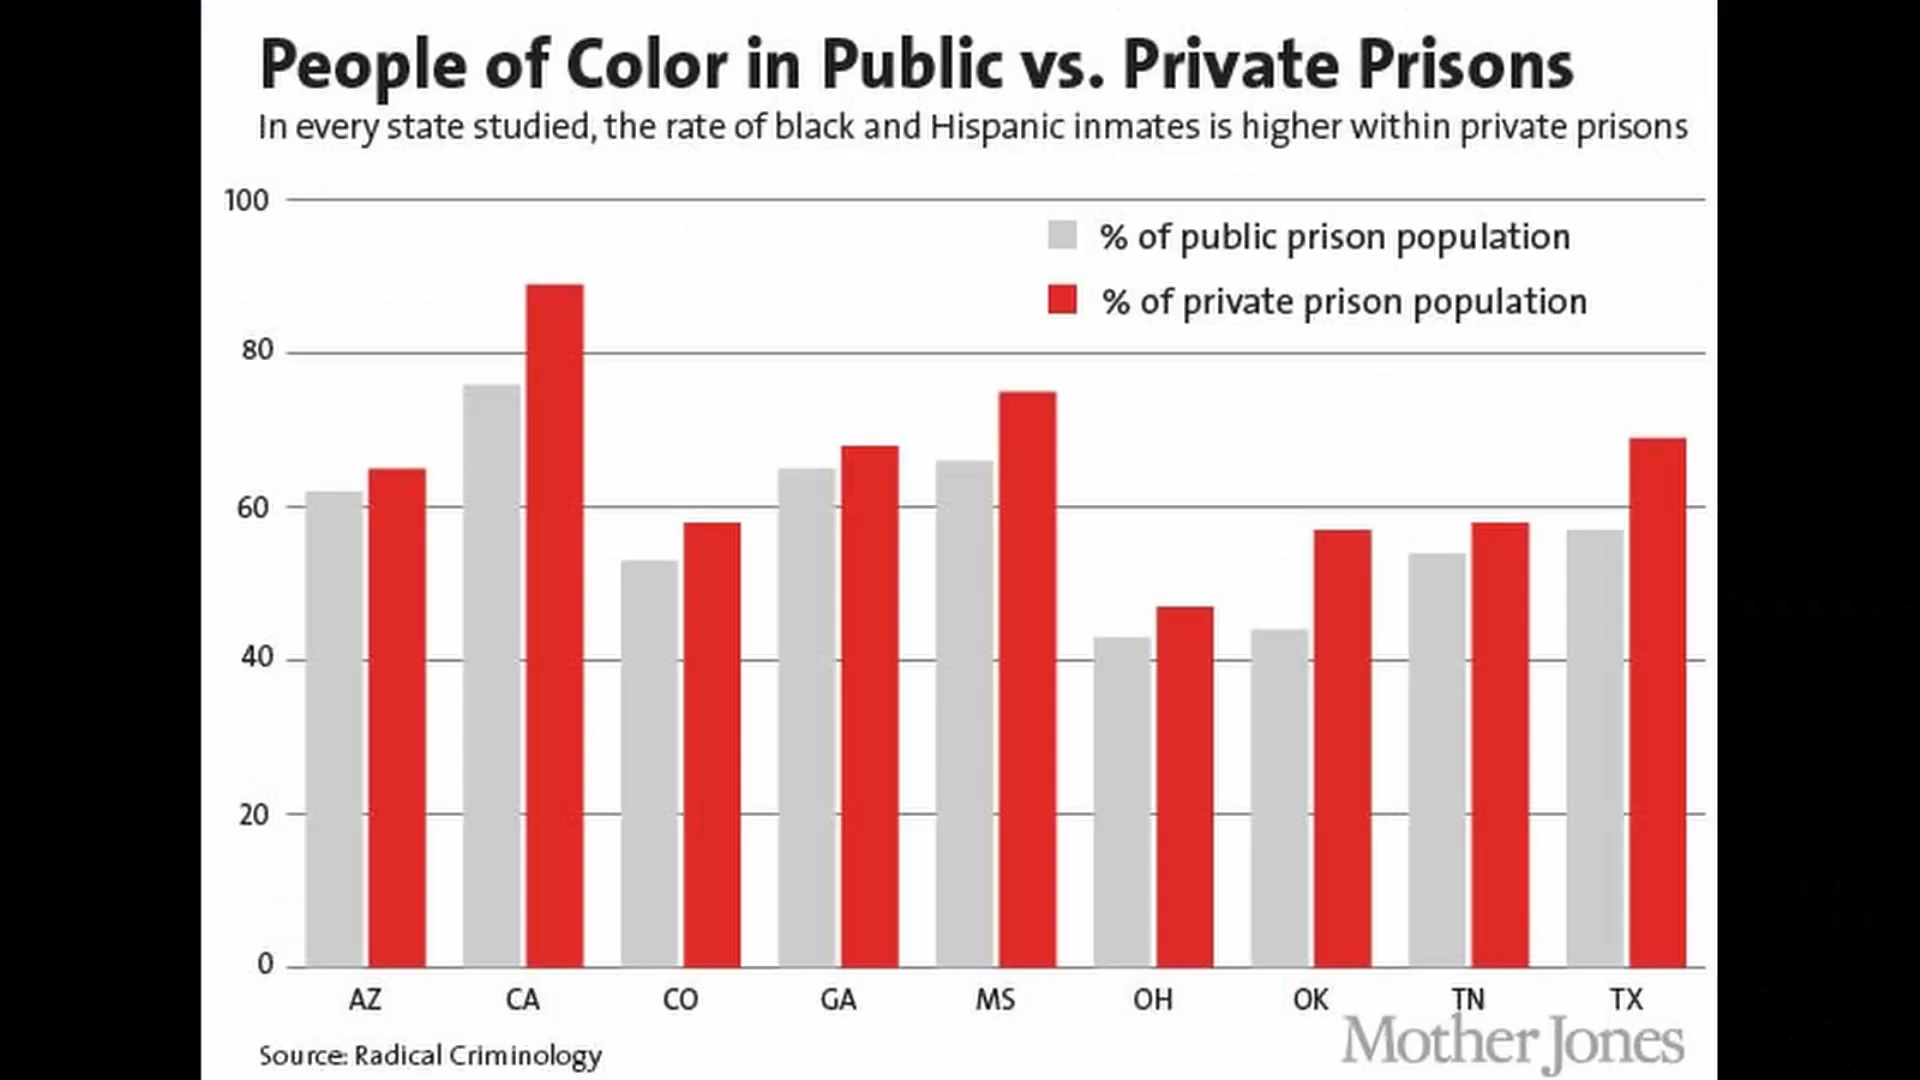 People of Color in Public vs. Private Prisons
In every state studied, the rate of black and Hispanic inmates is higher within private prisons
100
% of public prison population
% of private prison population
80
60
40
20
0
AZ CA CO GA MS OH OK TN TX
Source: Radical Criminology
Mother Jones